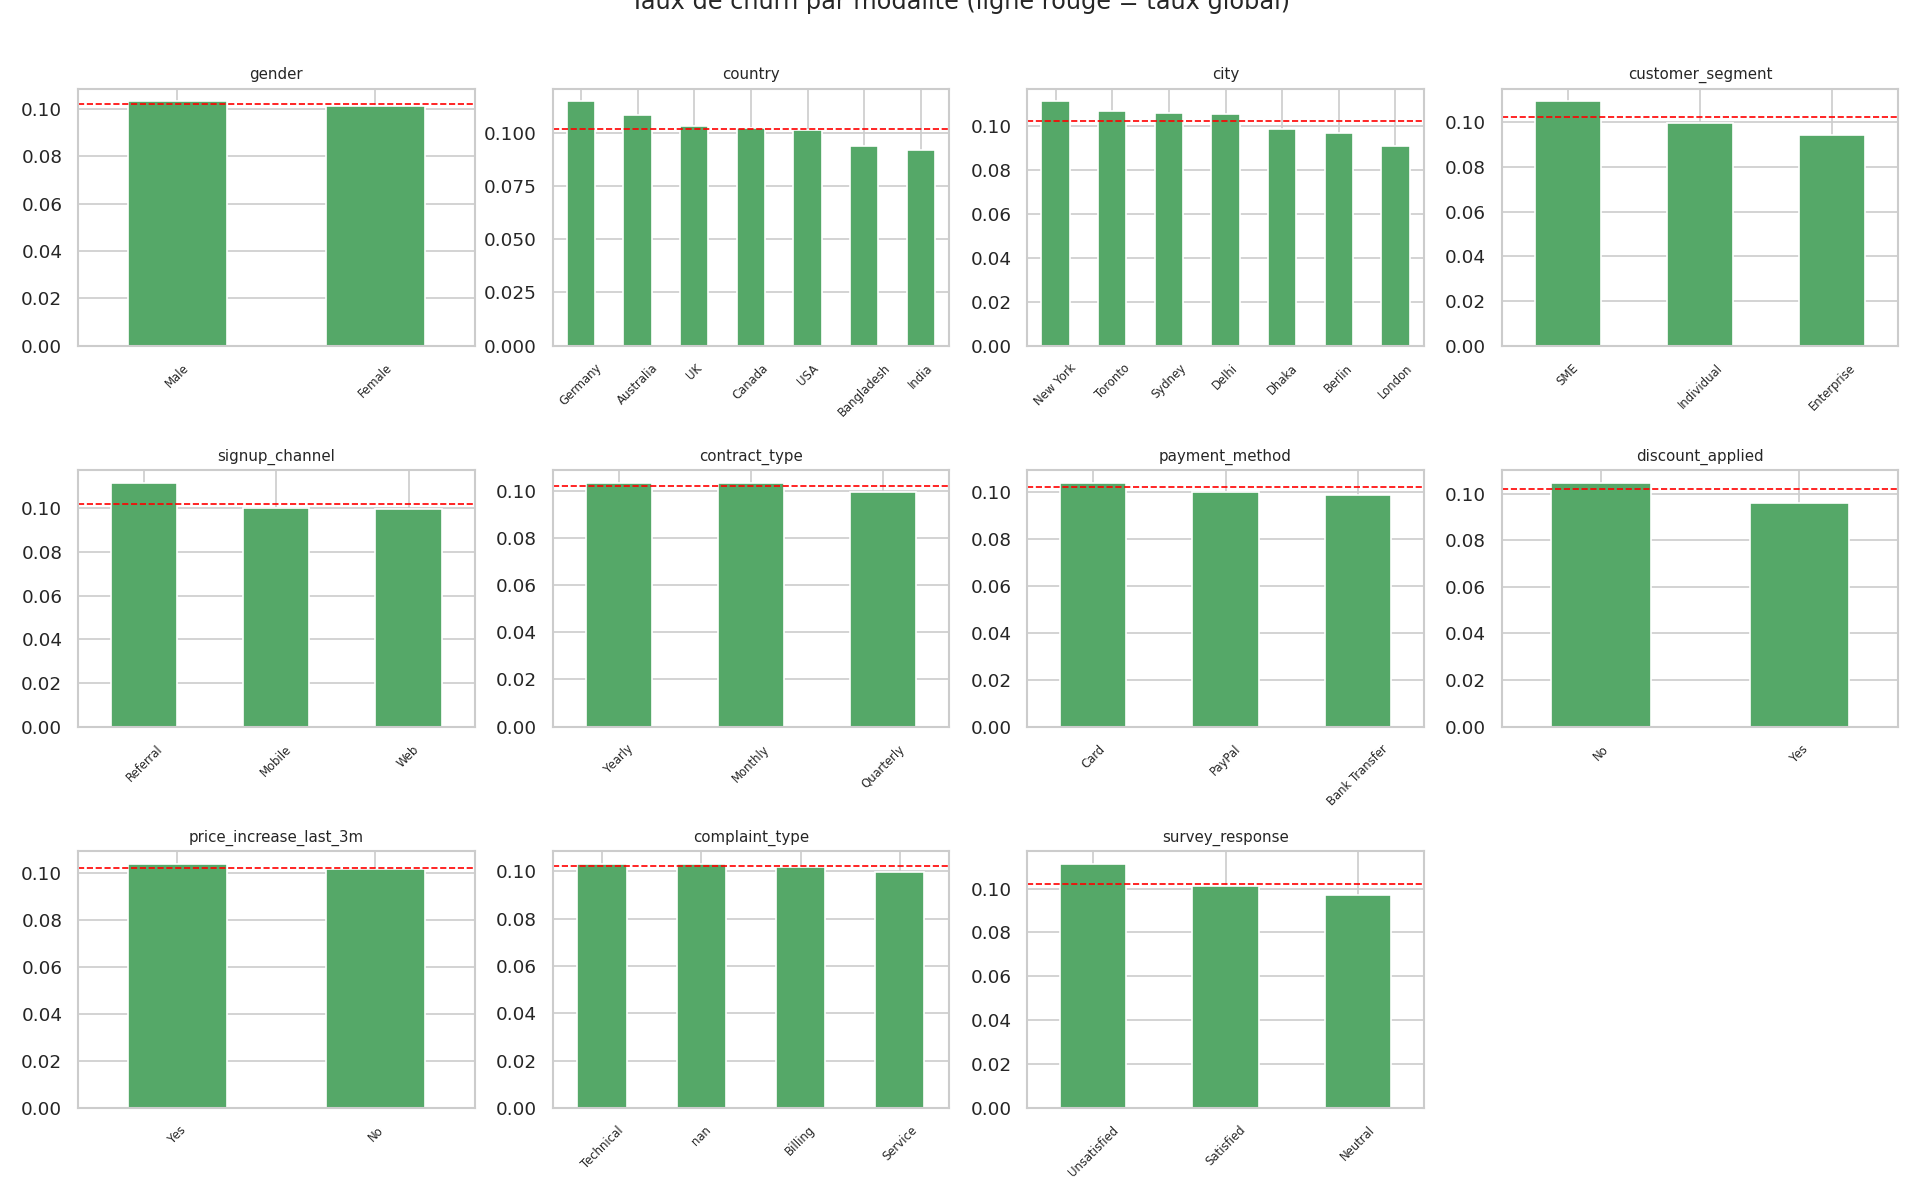 Taux de churn par modalité (ligne rouge = taux global)
gender
0.10
0.08
0.06
0.04
0.02
0.00
Male
Female
country
0.100
0.075
0.050
0.025
0.000
Germany
Australia
UK
Canada
USA
Bangladesh
India
city
0.10
0.08
0.06
0.04
0.02
0.00
New York
Toronto
Sydney
Delhi
Dhaka
Berlin
London
customer_segment
0.10
0.08
0.06
0.04
0.02
0.00
SME
Individual
Enterprise
signup_channel
0.10
0.08
0.06
0.04
0.02
0.00
Referral
Mobile
Web
contract_type
0.10
0.08
0.06
0.04
0.02
0.00
Yearly
Monthly
Quarterly
payment_method
0.10
0.08
0.06
0.04
0.02
0.00
Card
PayPal
Bank Transfer
discount_applied
0.10
0.08
0.06
0.04
0.02
0.00
No
Yes
price_increase_last_3m
0.10
0.08
0.06
0.04
0.02
0.00
Yes
No
complaint_type
0.10
0.08
0.06
0.04
0.02
0.00
Technical
nan
Billing
Service
survey_response
0.10
0.08
0.06
0.04
0.02
0.00
Unsatisfied
Satisfied
Neutral